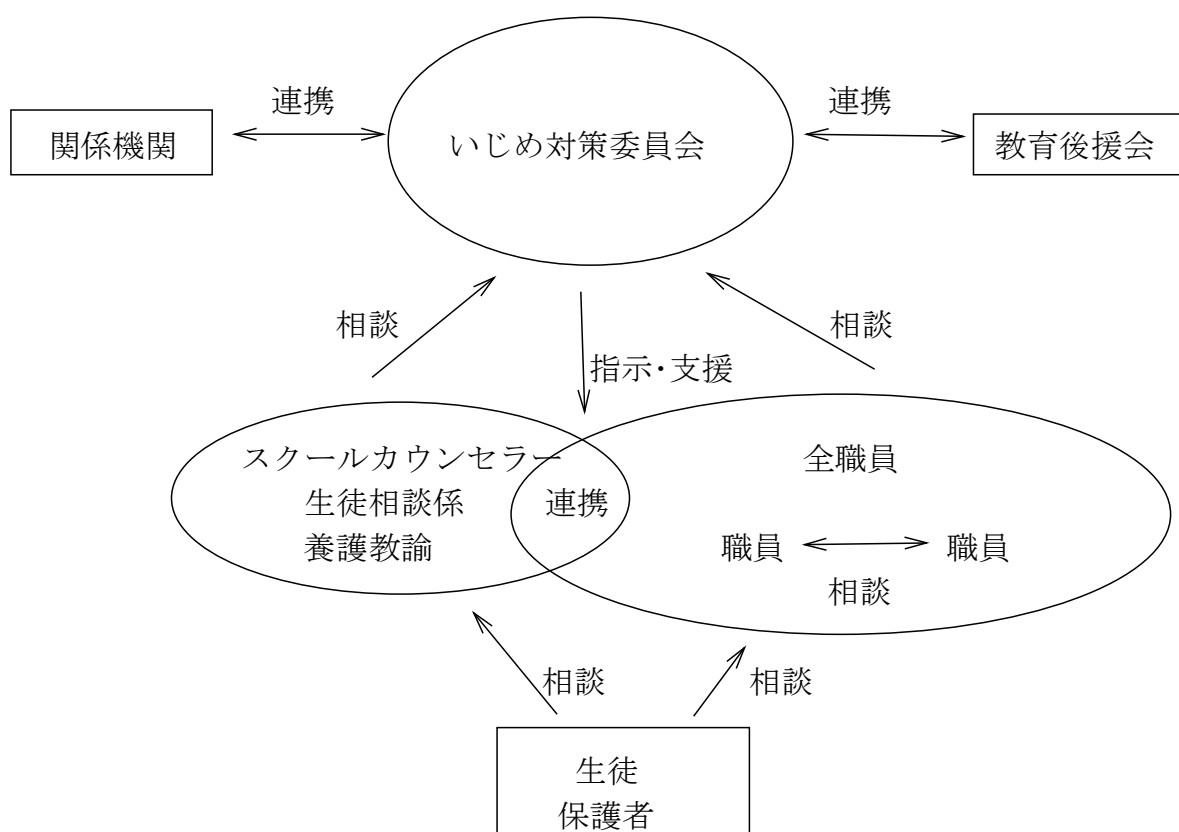 連携
連携
関係機関
いじめ対策委員会
教育後援会
相談
相談
指示・支援
スクールカウンセラー
全職員
生徒相談係
連携
養護教諭
職員
職員
相談
相談
相談
生徒
保護者